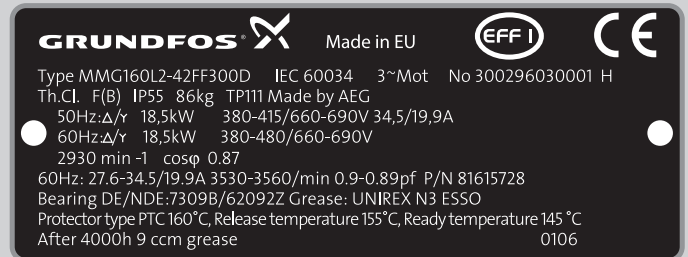 GRUNDFOS Made in EU EFF I CE
Type MMG160L2-42FF300D IEC 60034 3~Mot No 300296030001 H
Th.Cl. F(B) IP55 86kg TP111 Made by AEG
50Hz:Δ/Y 18,5kW 380-415/660-690V 34,5/19,9A
60Hz:Δ/Y 18,5kW 380-480/660-690V
2930 min -1 cosφ 0.87
60Hz: 27.6-34.5/19.9A 3530-3560/min 0.9-0.89pf P/N 81615728
Bearing DE/NDE:7309B/62092Z Grease: UNIREX N3 ESSO
Protector type PTC 160°C, Release temperature 155°C, Ready temperature 145 °C
After 4000h 9 ccm grease 0106